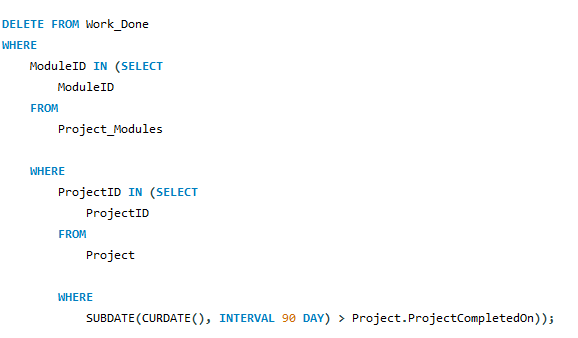 DELETE FROM Work_Done
WHERE
ModuleID IN (SELECT
ModuleID
FROM
Project_Modules
WHERE
ProjectID IN (SELECT
ProjectID
FROM
Project
WHERE
SUBDATE(CURDATE(), INTERVAL 90 DAY) > Project.ProjectCompletedOn));